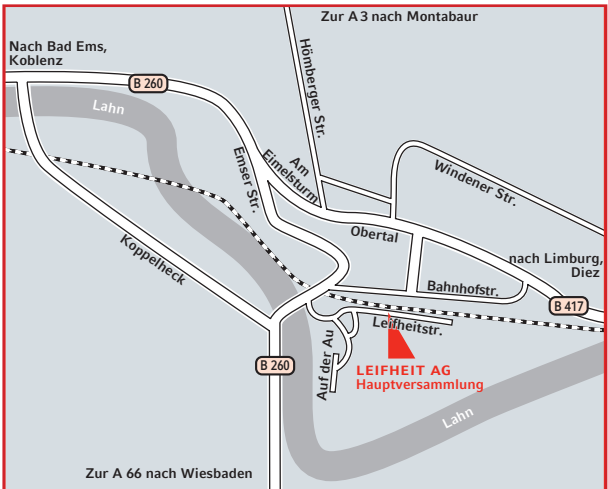 Zur A 3 nach Montabaur
Nach Bad Ems,
Koblenz
B 260
Lahn
Hömberger Str.
Am
Eimelsturm
Emser Str.
Windener Str.
Obertal
Koppelheck
nach Limburg,
Diez
Bahnhofstr.
B 417
Leifheitstr.
Auf der Au
B 260
LEIFHEIT AG
Hauptversammlung
Lahn
Zur A 66 nach Wiesbaden